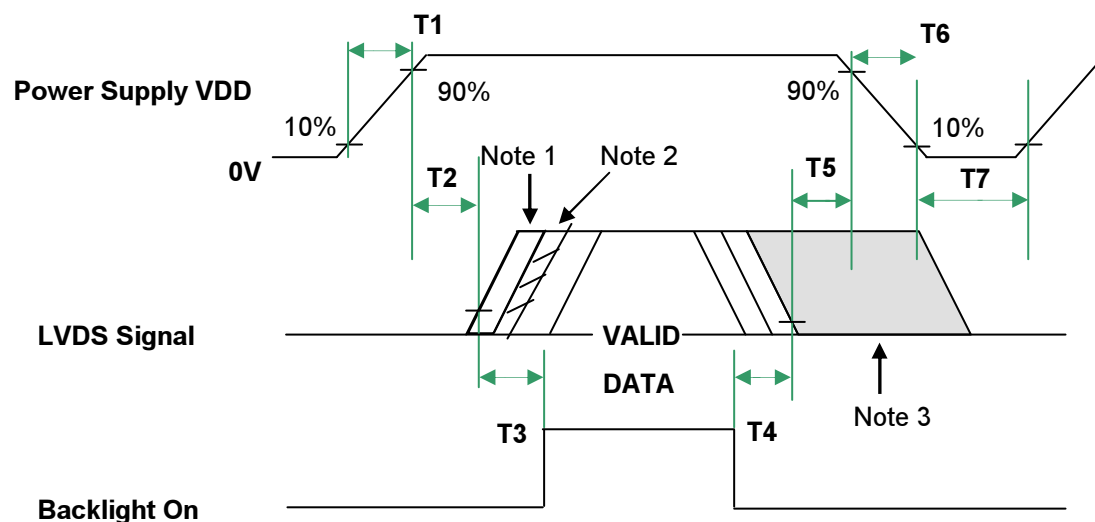 T1
T6
Power Supply VDD
90%
90%
10%
10%
0V
Note 1
Note 2
T2
T5
T7
LVDS Signal
VALID
DATA
Note 3
T3
T4
Backlight On